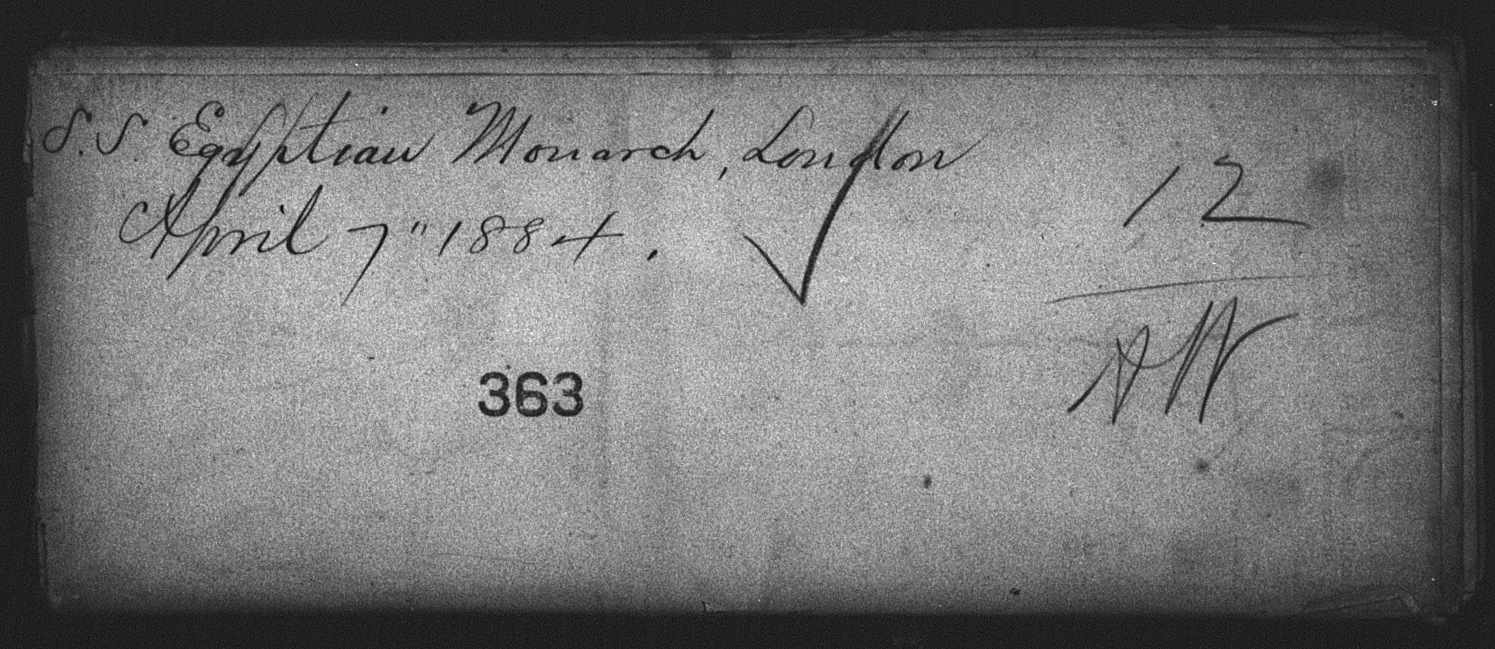 S.S. Egyptian Monarch, London
April 7" 1884.
12
363